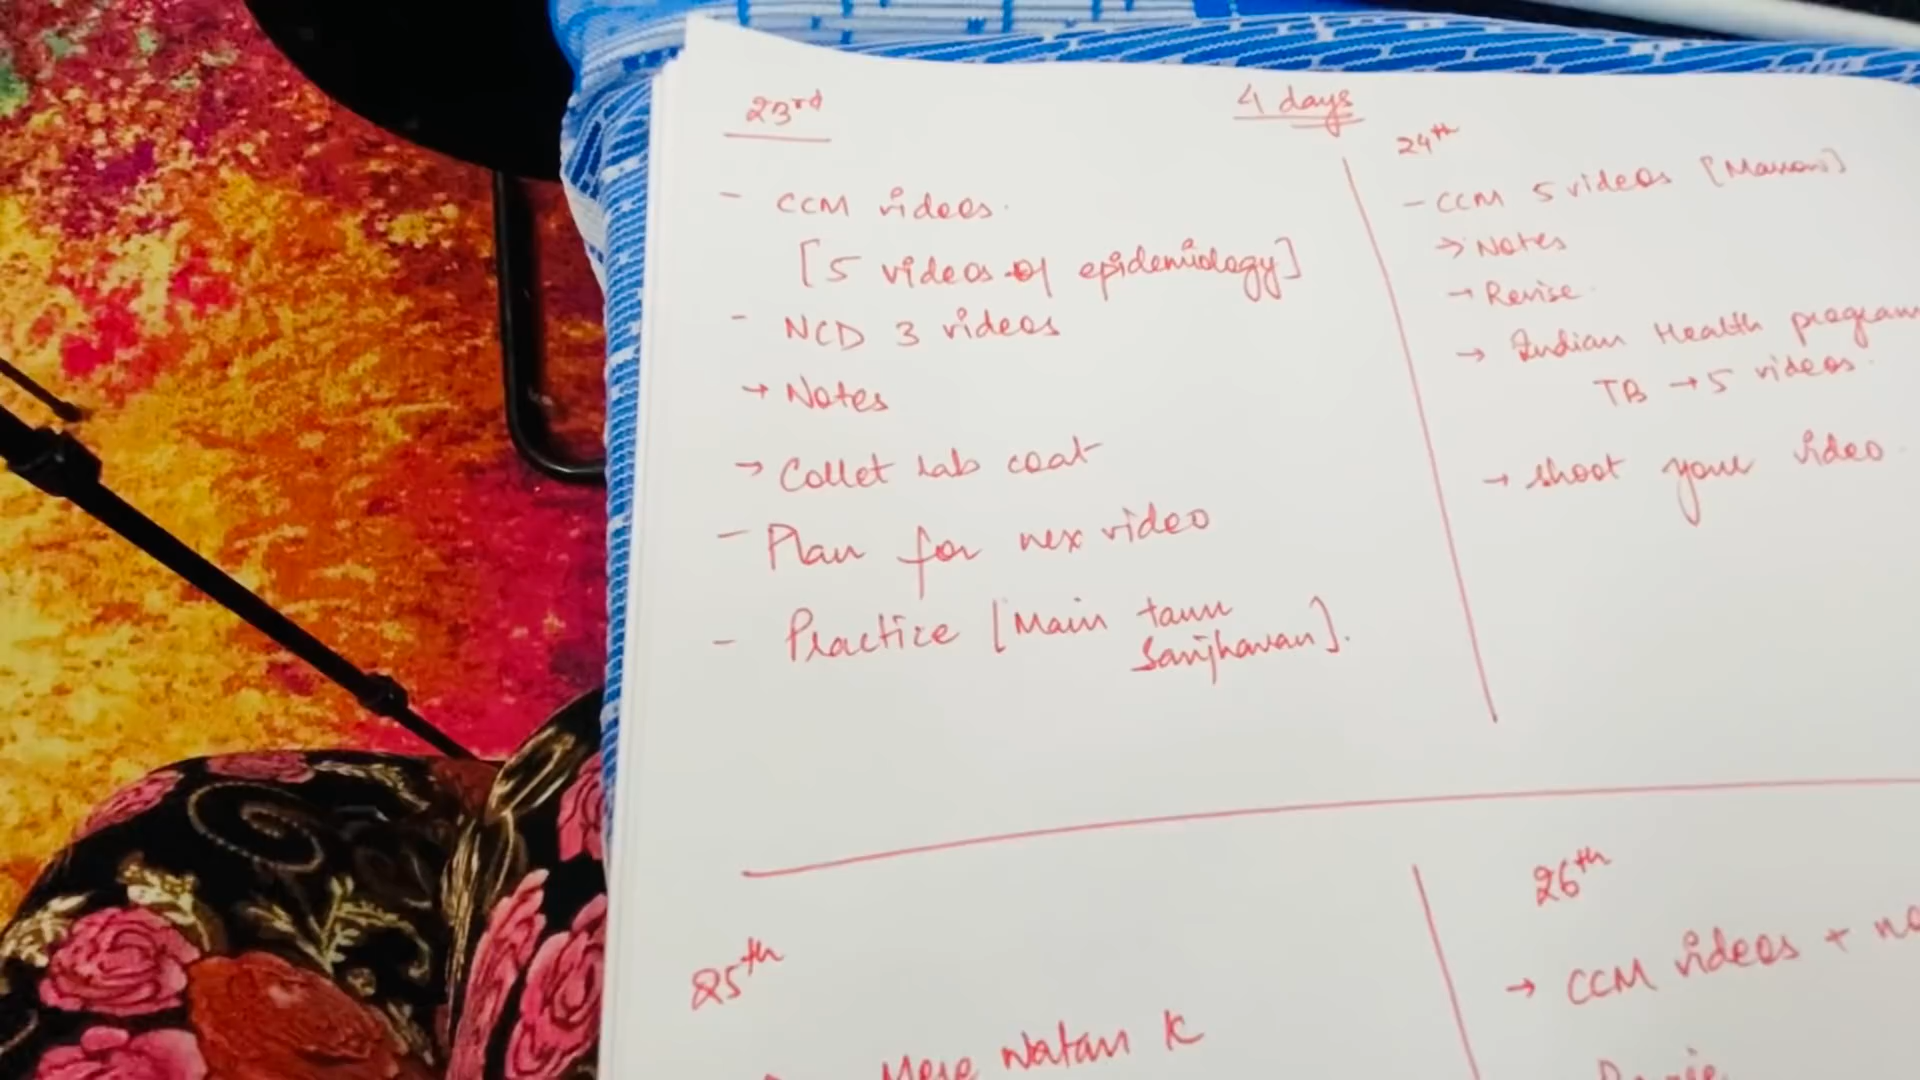 4 days
23rd
- CCM videos.
[5 videos of epidemiology]
- NCD 3 videos
→ Notes
→ Collet lab coat
- Plan for nex video
- Practice [Main taun
Sanjhavan].
24th
- CCM 5 videos
→ Notes
→ Revise
→ Indian Health program
TB → 5 videos.
→ shoot your video
25th
Mere Watan K
26th
→ CCM videos +